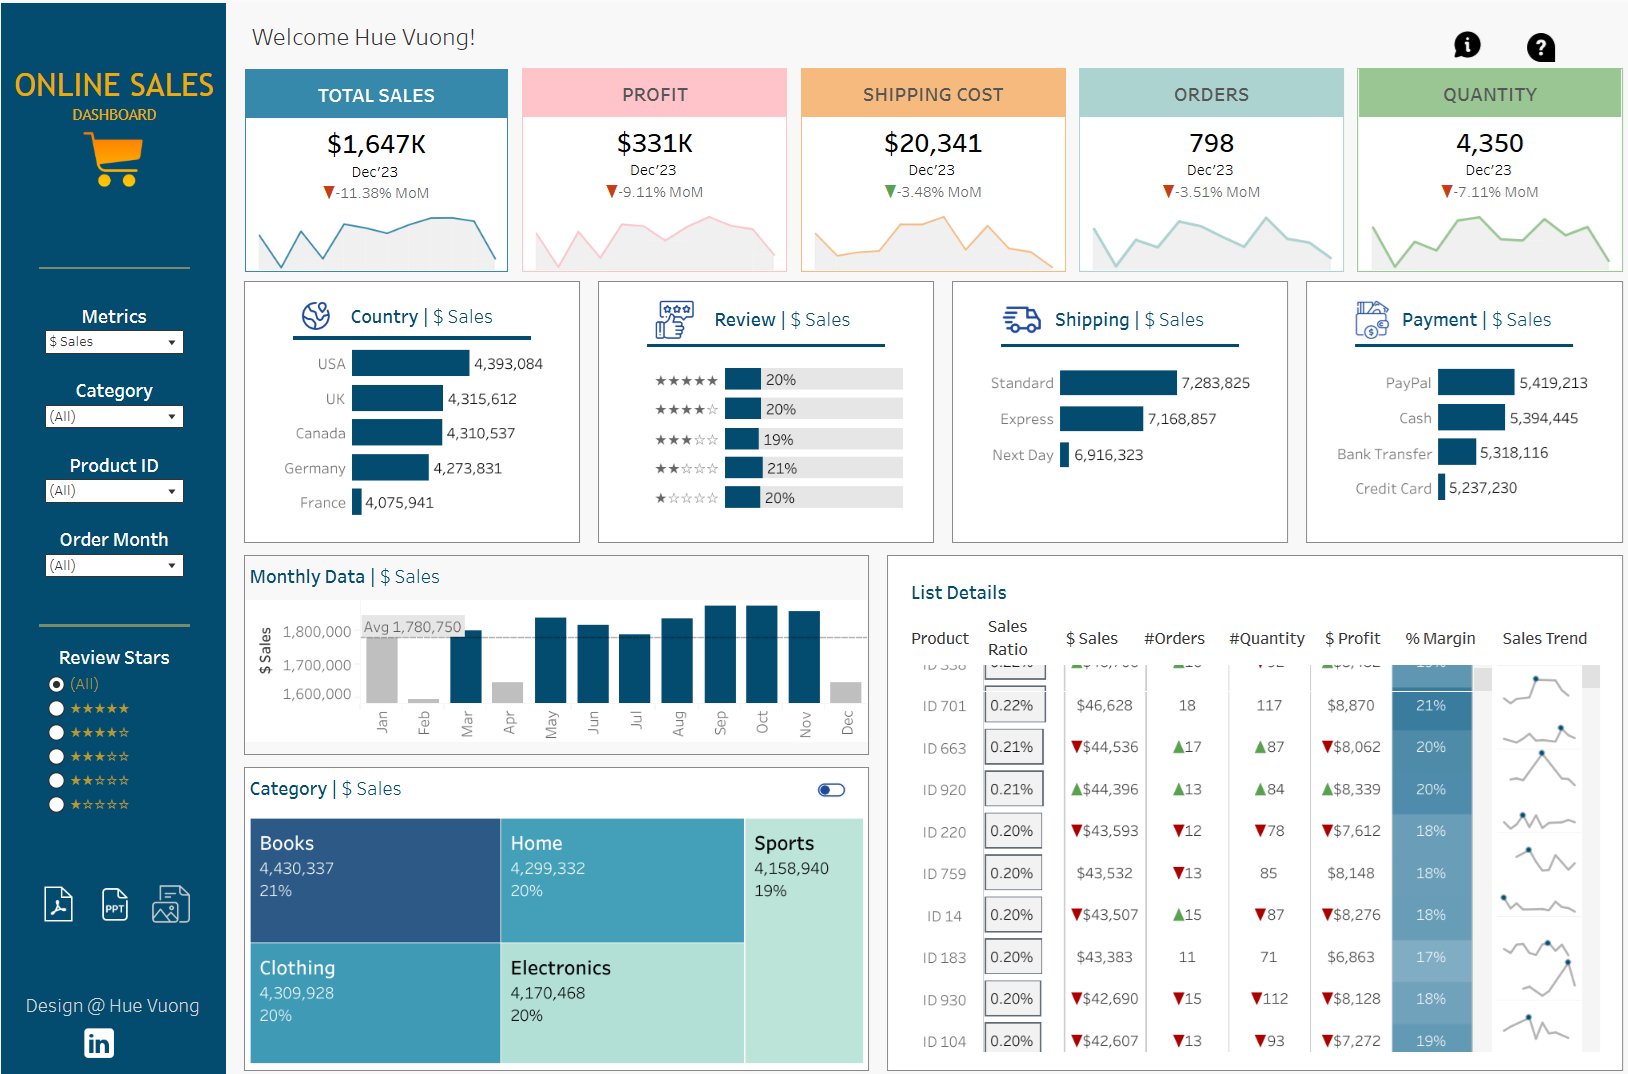 ONLINE SALES
DASHBOARD
Metrics
$ Sales
Category
(All)
Product ID
(All)
Order Month
(All)
Review Stars
(All)
★★★★★
★★★★☆
★★★☆☆
★★☆☆☆
★☆☆☆☆
PPT
Design @ Hue Vuong
in
Welcome Hue Vuong!
i
?
TOTAL SALES
$1,647K
Dec'23
▼-11.38% MoM
PROFIT
$331K
Dec'23
▼-9.11% MoM
SHIPPING COST
$20,341
Dec'23
▼-3.48% MoM
ORDERS
798
Dec'23
▼-3.51% MoM
QUANTITY
4,350
Dec'23
▼-7.11% MoM
Country | $ Sales
USA 4,393,084
UK 4,315,612
Canada 4,310,537
Germany 4,273,831
France 4,075,941
Review | $ Sales
★★★★★ 20%
★★★★☆ 20%
★★★☆☆ 19%
★★☆☆☆ 21%
★☆☆☆☆ 20%
Shipping | $ Sales
Standard 7,283,825
Express 7,168,857
Next Day 6,916,323
Payment | $ Sales
PayPal 5,419,213
Cash 5,394,445
Bank Transfer 5,318,116
Credit Card 5,237,230
Monthly Data | $ Sales
$ Sales
Avg 1,780,750
1,800,000
1,700,000
1,600,000
Jan Feb Mar Apr May Jun Jul Aug Sep Oct Nov Dec
Category | $ Sales
Books
4,430,337
21%
Home
4,299,332
20%
Sports
4,158,940
19%
Clothing
4,309,928
20%
Electronics
4,170,468
20%
List Details
Product Sales Ratio $ Sales #Orders #Quantity $ Profit % Margin Sales Trend
ID 701 0.22% $46,628 18 117 $8,870 21%
ID 663 0.21% ▼$44,536 ▲17 ▲87 ▼$8,062 20%
ID 920 0.21% ▲$44,396 ▲13 ▲84 ▲$8,339 20%
ID 220 0.20% ▼$43,593 ▼12 ▼78 ▼$7,612 18%
ID 759 0.20% $43,532 ▼13 85 $8,148 18%
ID 14 0.20% ▼$43,507 ▲15 ▼87 ▼$8,276 18%
ID 183 0.20% $43,383 11 71 $6,863 17%
ID 930 0.20% ▼$42,690 ▼15 ▼112 ▼$8,128 18%
ID 104 0.20% ▼$42,607 ▼13 ▼93 ▼$7,272 19%